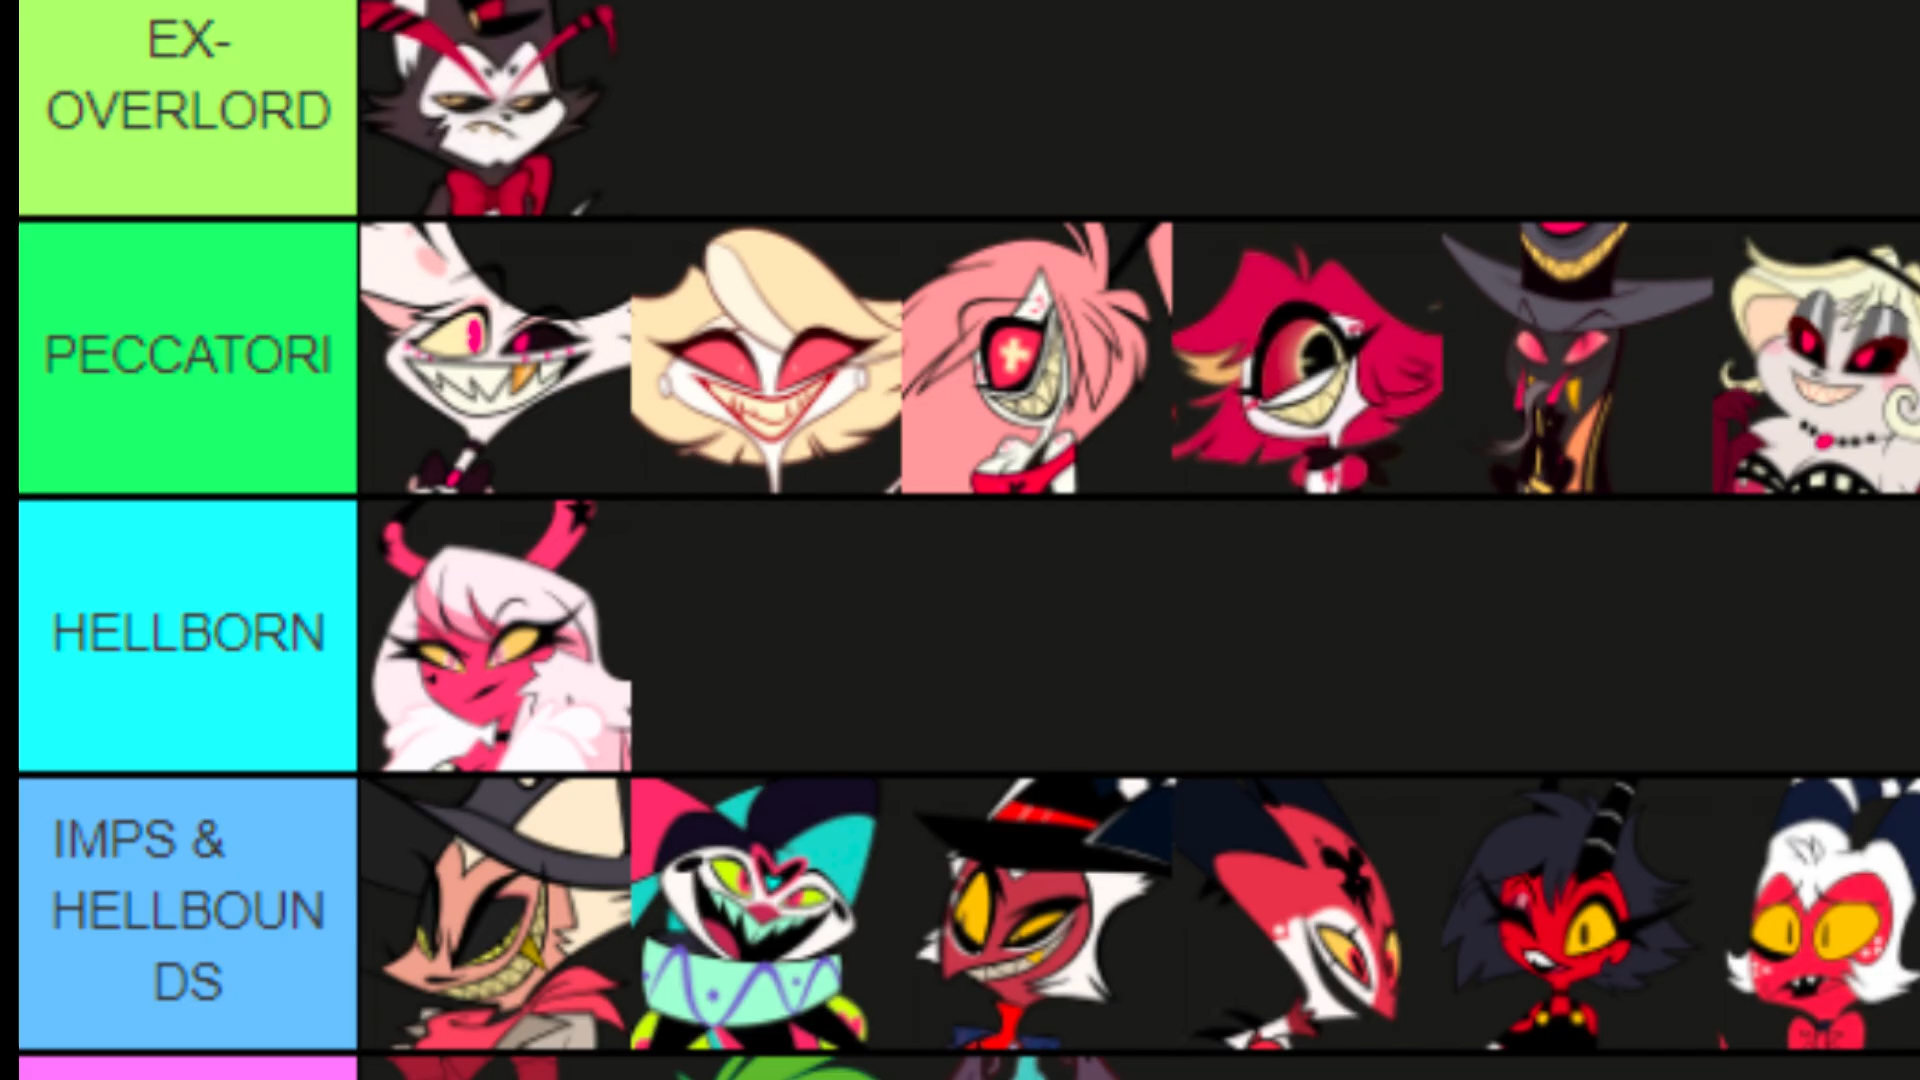 EX-
OVERLORD
PECCATORI
HELLBORN
IMPS &
HELLBOUN
DS